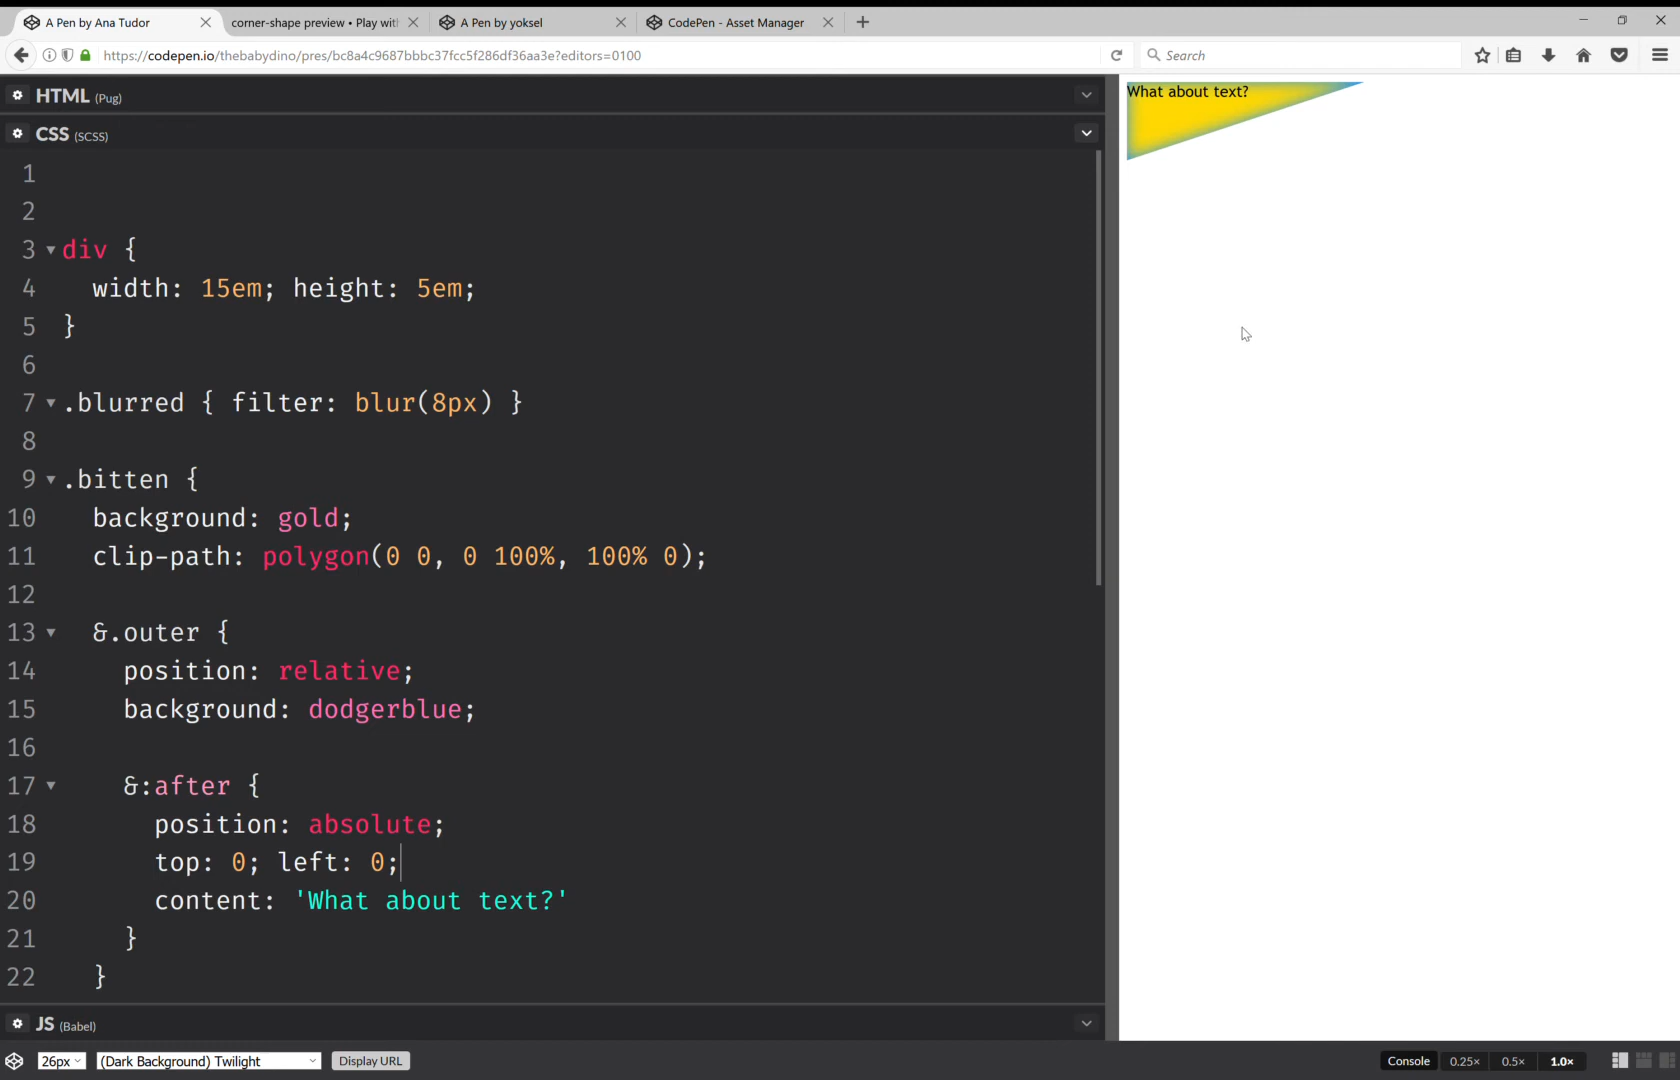 A Pen by Ana Tudor
corner-shape preview • Play wit
A Pen by yoksel
CodePen - Asset Manager
https://codepen.io/thebabydino/pres/bc8a4c9687bbbc37fcc5f286df36aa3e?editors=0100
Search
HTML (Pug)
CSS (SCSS)
1
2
3 div {
4 width: 15em; height: 5em;
5 }
6
7 .blurred { filter: blur(8px) }
8
9 .bitten {
10 background: gold;
11 clip-path: polygon(0 0, 0 100%, 100% 0);
12
13 &.outer {
14 position: relative;
15 background: dodgerblue;
16
17 &:after {
18 position: absolute;
19 top: 0; left: 0;
20 content: 'What about text?'
21 }
22 }
What about text?
JS (Babel)
26px
(Dark Background) Twilight
Display URL
Console
0.25×
0.5×
1.0×